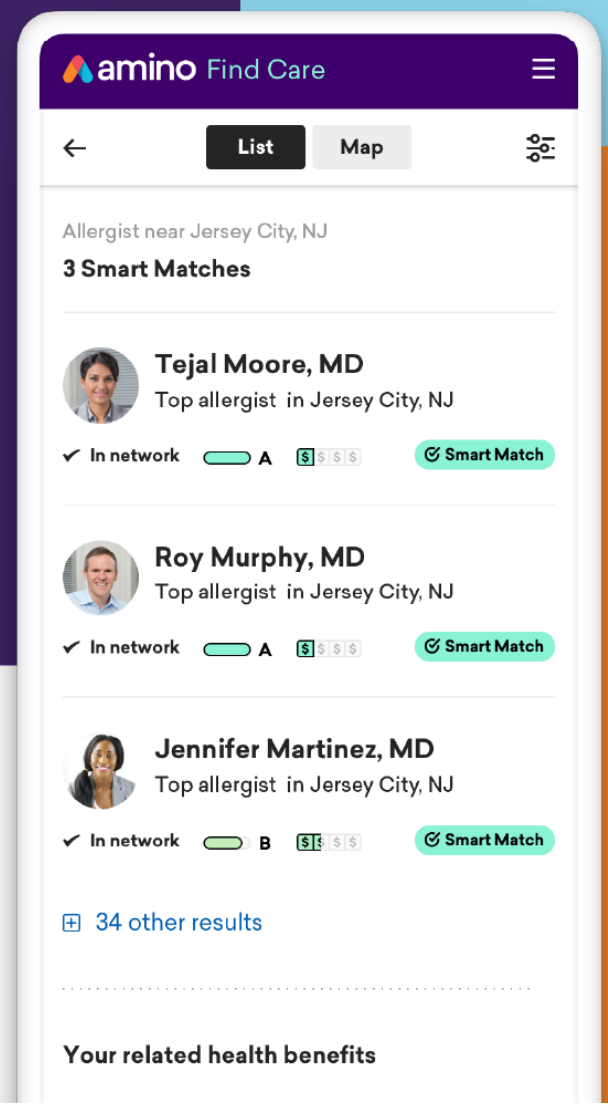 amino Find Care
List Map
Allergist near Jersey City, NJ
3 Smart Matches
Tejal Moore, MD
Top allergist in Jersey City, NJ
In network A $ $ $ $ Smart Match
Roy Murphy, MD
Top allergist in Jersey City, NJ
In network A $ $ $ $ Smart Match
Jennifer Martinez, MD
Top allergist in Jersey City, NJ
In network B $ $ $ $ Smart Match
34 other results
Your related health benefits